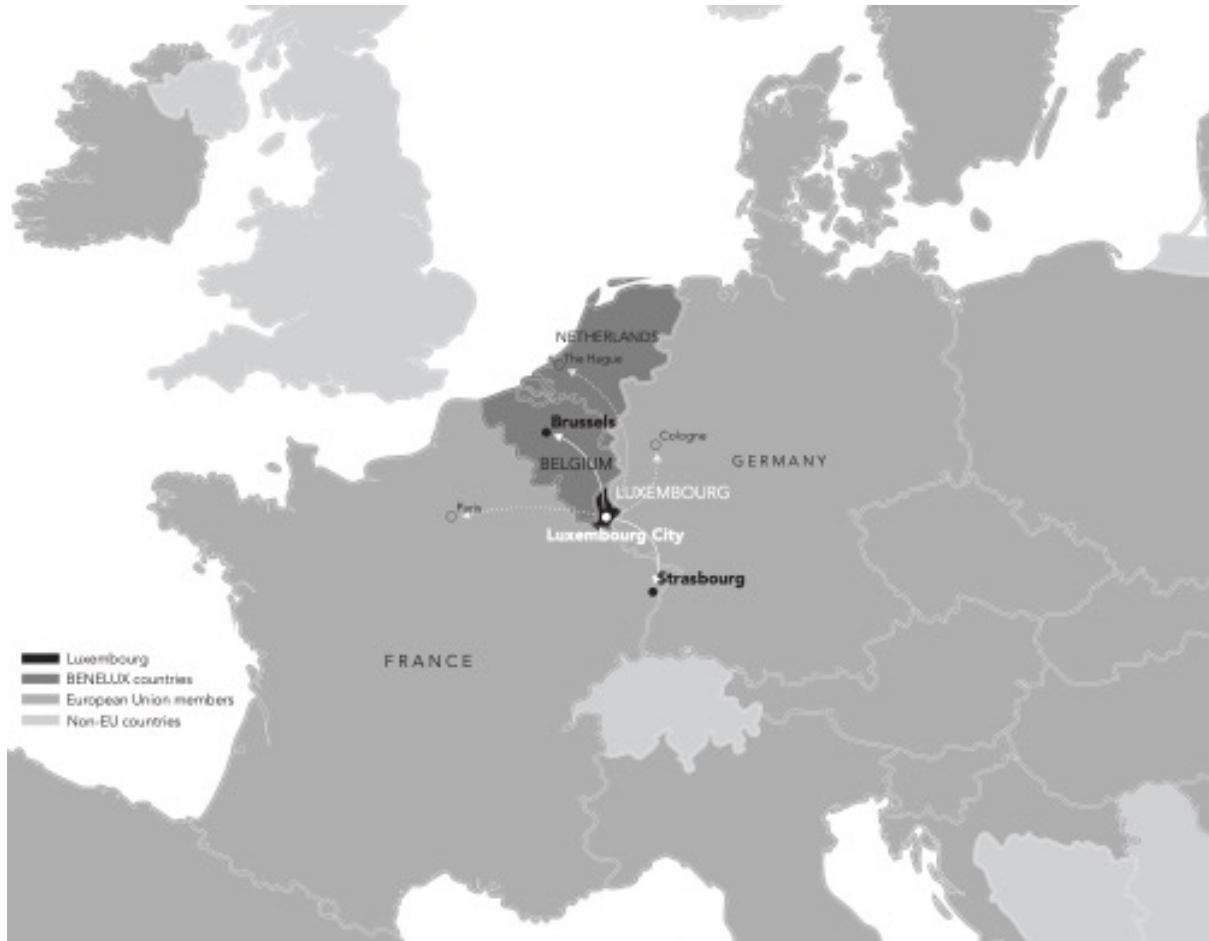 NETHERLANDS
The Hague
Brussels
Cologne
BELGIUM
GERMANY
LUXEMBOURG
Paris
Luxembourg City
Strasbourg
FRANCE
Luxembourg
BENELUX countries
European Union members
Non-EU countries